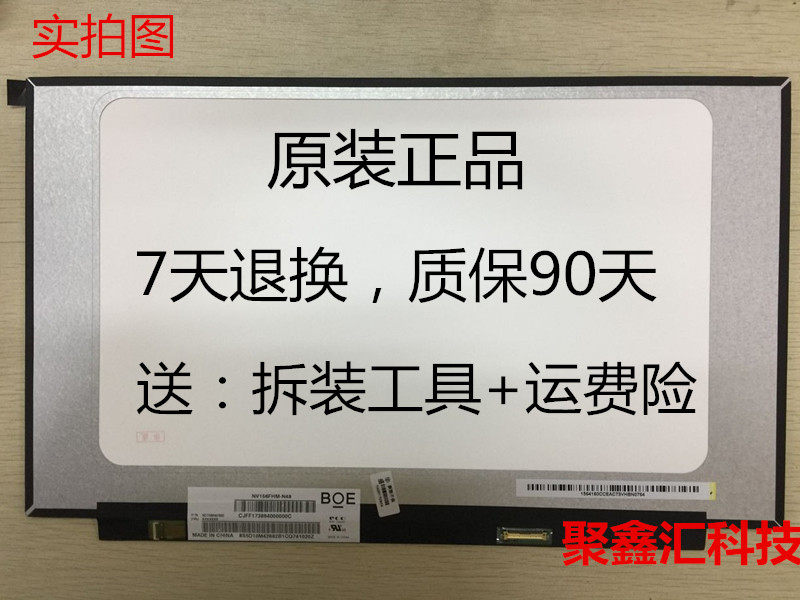 实拍图
原装正品
7天退换，质保90天
送：拆装工具+运费险
NV156FHM-N48
BOE
MADE IN CHINA
聚鑫汇科技